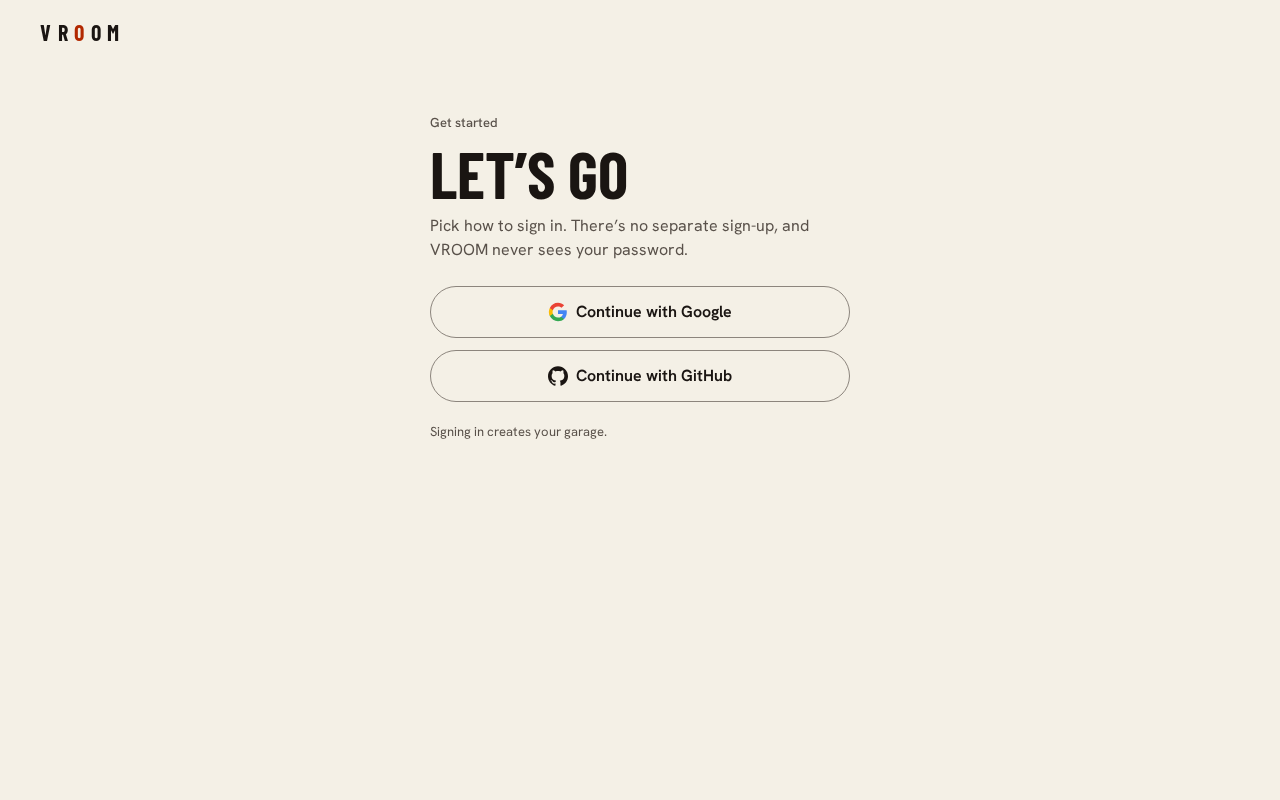 VROOM
Get started
LET’S GO
Pick how to sign in. There’s no separate sign-up, and
VROOM never sees your password.
Continue with Google
Continue with GitHub
Signing in creates your garage.